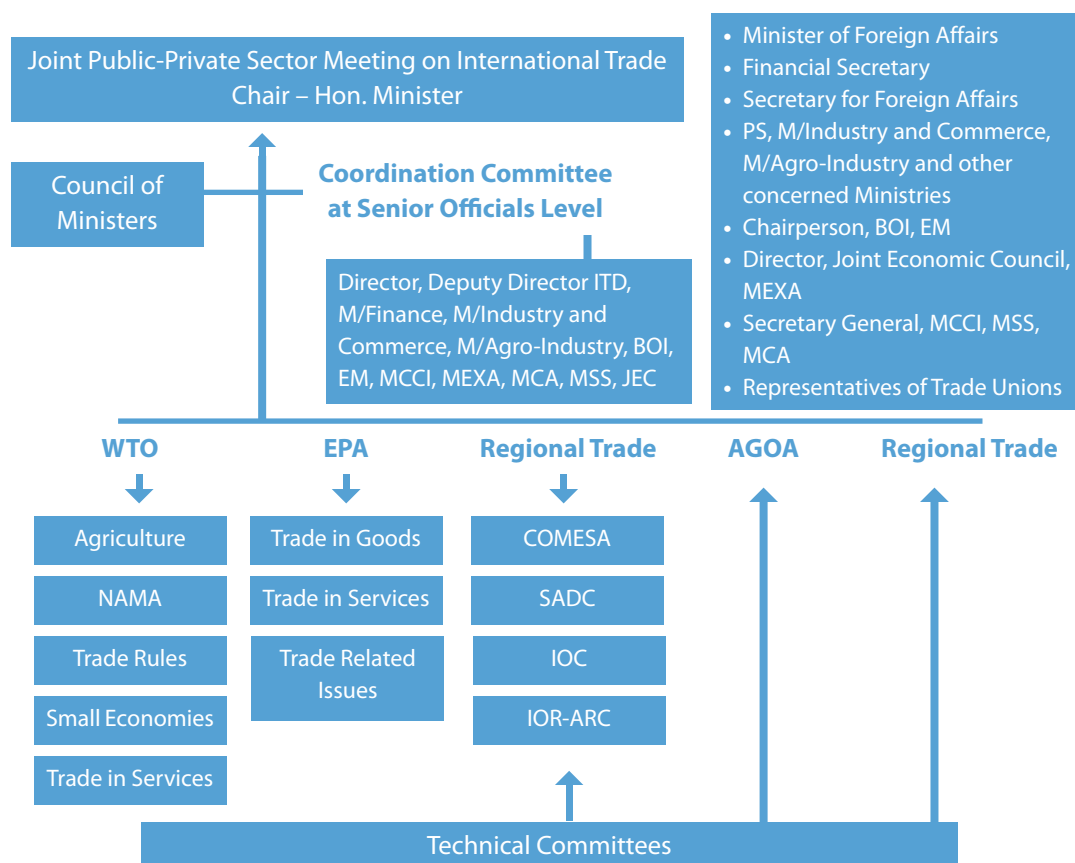 Joint Public-Private Sector Meeting on International Trade
Chair – Hon. Minister
• Minister of Foreign Affairs
• Financial Secretary
• Secretary for Foreign Affairs
• PS, M/Industry and Commerce,
M/Agro-Industry and other
concerned Ministries
• Chairperson, BOI, EM
• Director, Joint Economic Council,
MEXA
• Secretary General, MCCI, MSS,
MCA
• Representatives of Trade Unions
Council of
Ministers
Coordination Committee
at Senior Officials Level
Director, Deputy Director ITD,
M/Finance, M/Industry and
Commerce, M/Agro-Industry, BOI,
EM, MCCI, MEXA, MCA, MSS, JEC
WTO
EPA
Regional Trade
AGOA
Regional Trade
Agriculture
NAMA
Trade Rules
Small Economies
Trade in Services
Trade in Goods
Trade in Services
Trade Related
Issues
COMESA
SADC
IOC
IOR-ARC
Technical Committees